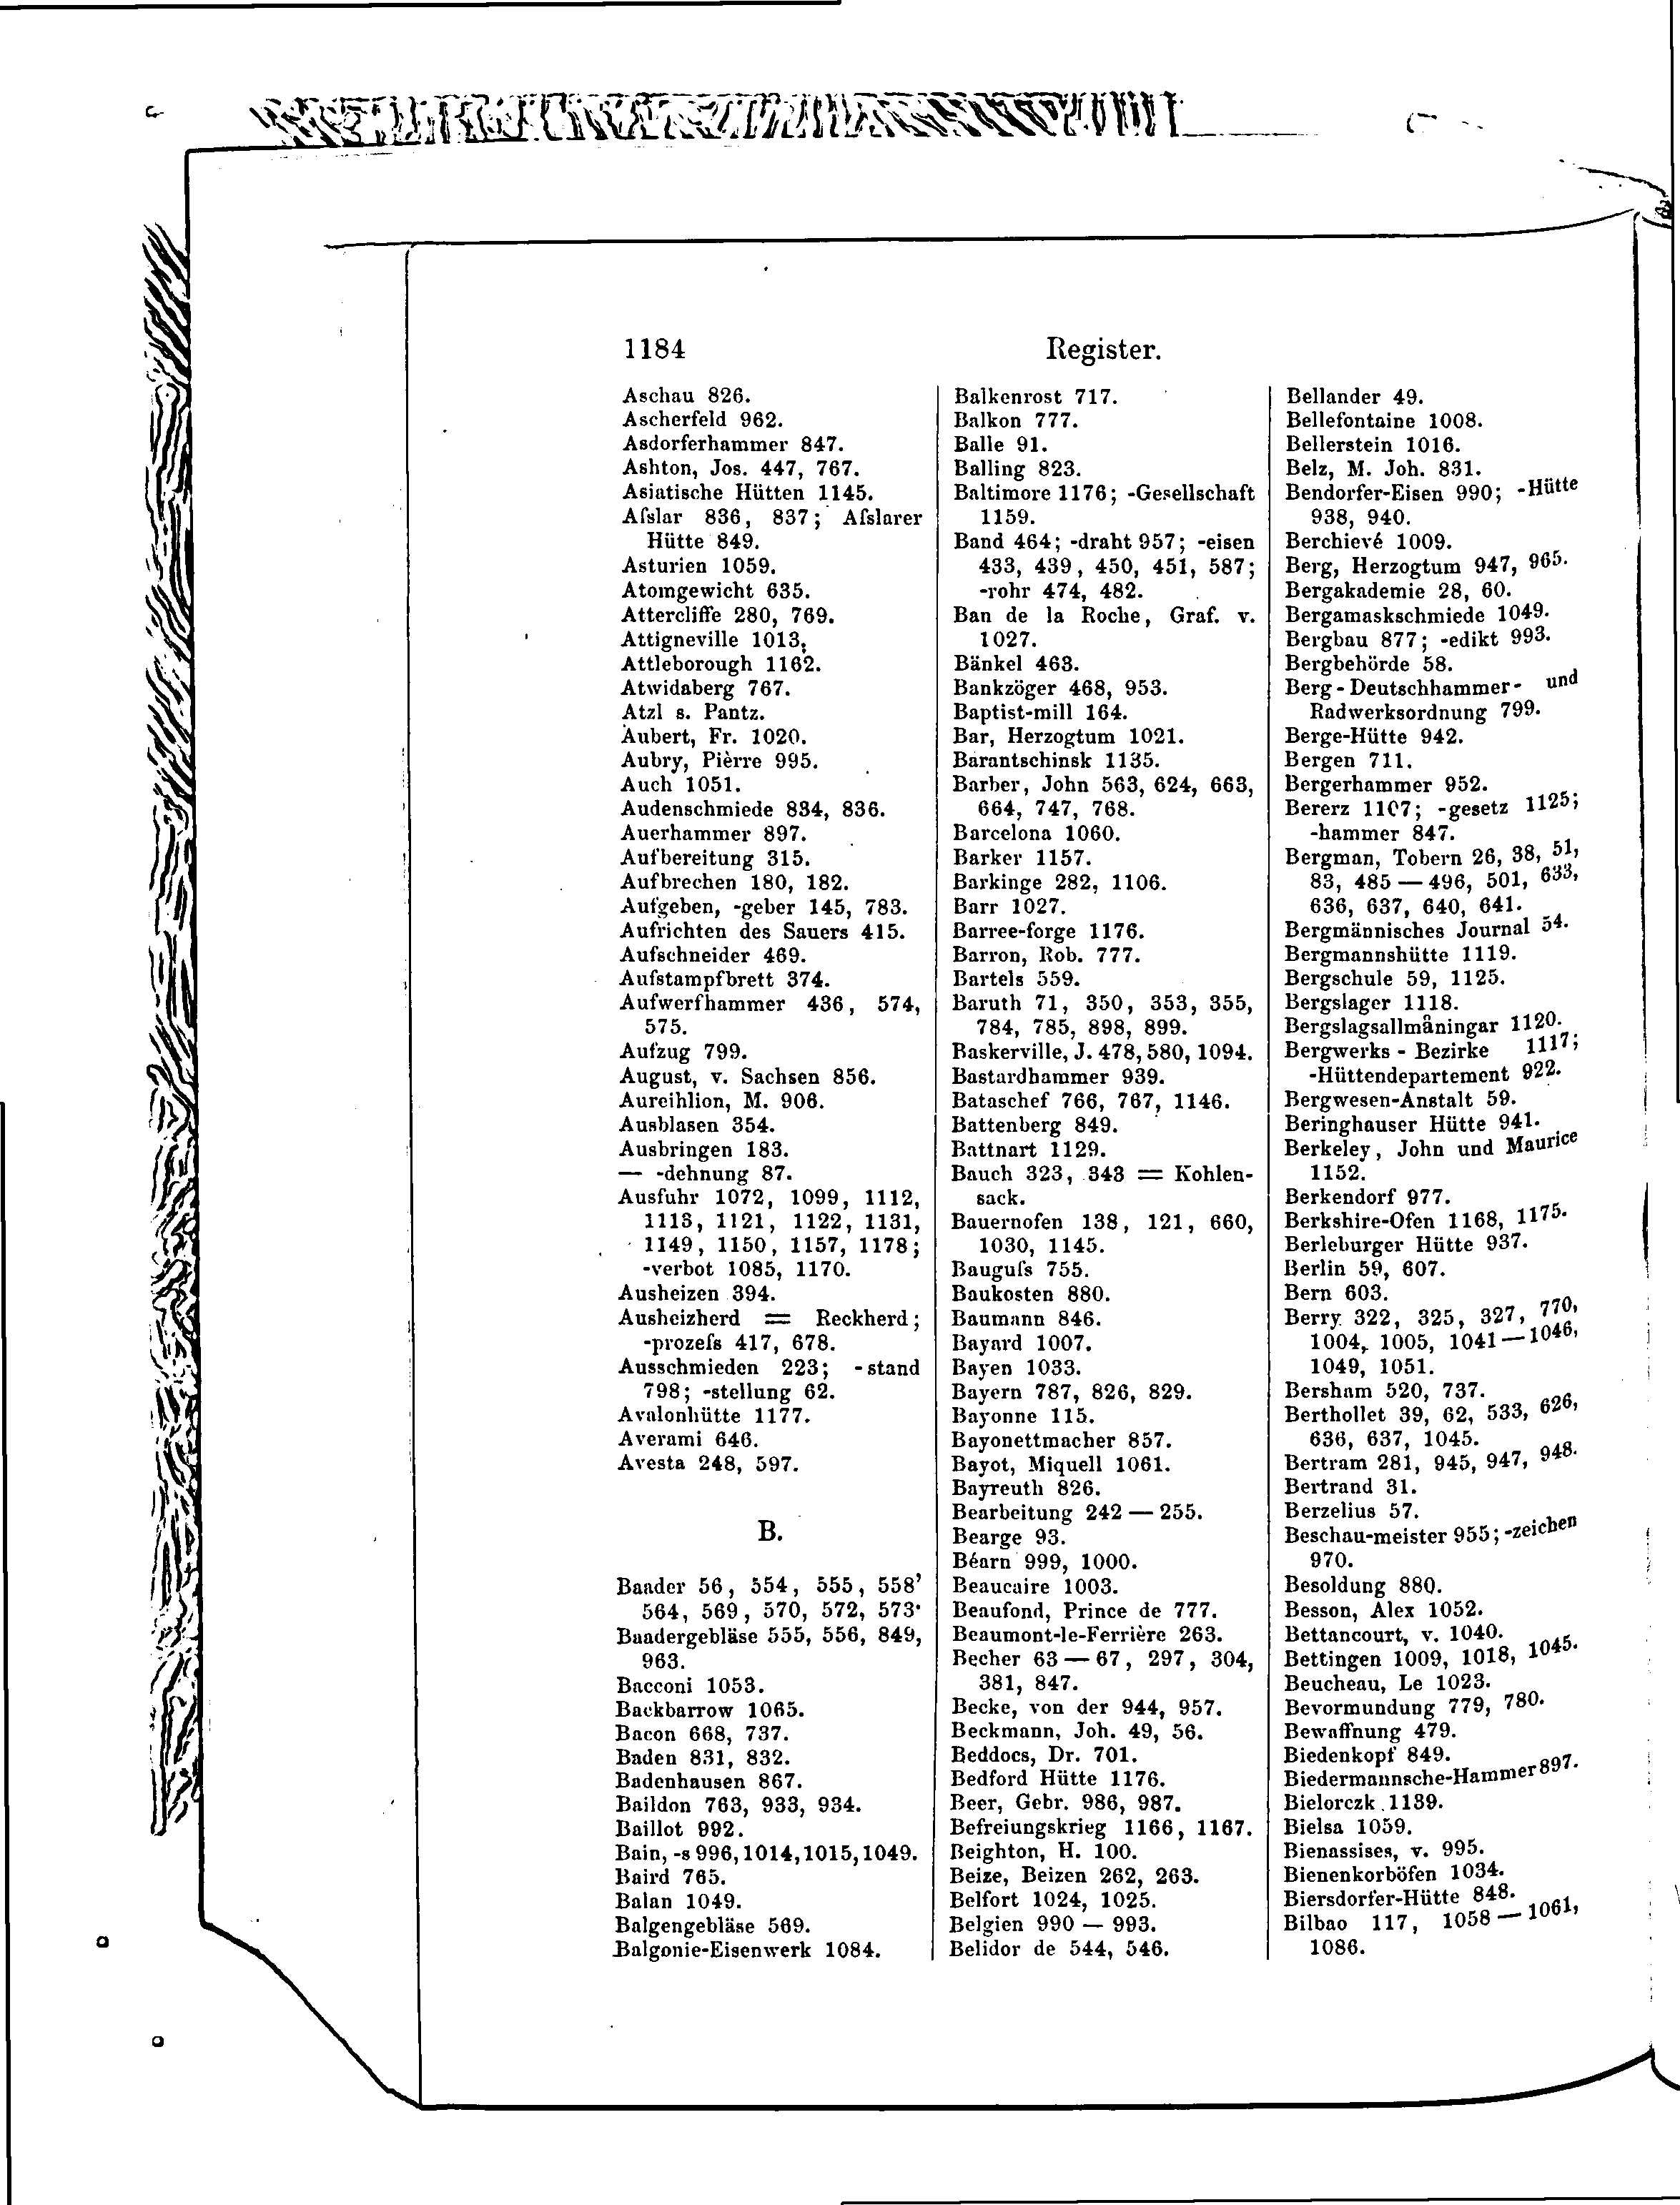 1184 Register.
Aschau 826.
Ascherfeld 962.
Asdorferhammer 847.
Ashton, Jos. 447, 767.
Asiatische Hütten 1145.
Aſslar 836, 837; Aſslarer
Hütte 849.
Asturien 1059.
Atomgewicht 635.
Attercliffe 280, 769.
Attigneville 1013.
Attleborough 1162.
Atwidaberg 767.
Atzl s. Pantz.
Aubert, Fr. 1020.
Aubry, Pièrre 995.
Auch 1051.
Audenschmiede 834, 836.
Auerhammer 897.
Aufbereitung 315.
Aufbrechen 180, 182.
Aufgeben, -geber 145, 783.
Aufrichten des Sauers 415.
Aufschneider 469.
Aufstampfbrett 374.
Aufwerfhammer 436, 574,
575.
Aufzug 799.
August, v. Sachsen 856.
Aureihlion, M. 906.
Ausblasen 354.
Ausbringen 183.
— -dehnung 87.
Ausfuhr 1072, 1099, 1112,
1113, 1121, 1122, 1131,
1149, 1150, 1157, 1178;
-verbot 1085, 1170.
Ausheizen 394.
Ausheizherd = Reckherd;
-prozeſs 417, 678.
Ausschmieden 223; -stand
798; -stellung 62.
Avalonhütte 1177.
Averami 646.
Avesta 248, 597.
B.
Baader 56, 554, 555, 558’
564, 569, 570, 572, 573·
Baadergebläse 555, 556, 849,
963.
Bacconi 1053.
Backbarrow 1065.
Bacon 668, 737.
Baden 831, 832.
Badenhausen 867.
Baildon 763, 933, 934.
Baillot 992.
Bain, -s 996, 1014, 1015, 1049.
Baird 765.
Balan 1049.
Balgengebläse 569.
Balgonie-Eisenwerk 1084.
Balkenrost 717.
Balkon 777.
Balle 91.
Balling 823.
Baltimore 1176; -Gesellschaft
1159.
Band 464; -draht 957; -eisen
433, 439, 450, 451, 587;
-rohr 474, 482.
Ban de la Roche, Graf. v.
1027.
Bänkel 463.
Bankzöger 468, 953.
Baptist-mill 164.
Bar, Herzogtum 1021.
Barantschinsk 1135.
Barber, John 563, 624, 663,
664, 747, 768.
Barcelona 1060.
Barker 1157.
Barkinge 282, 1106.
Barr 1027.
Barree-forge 1176.
Barron, Rob. 777.
Bartels 559.
Baruth 71, 350, 353, 355,
784, 785, 898, 899.
Baskerville, J. 478, 580, 1094.
Bastardhammer 939.
Bataschef 766, 767, 1146.
Battenberg 849.
Battnart 1129.
Bauch 323, 343 = Kohlen-
sack.
Bauernofen 138, 121, 660,
1030, 1145.
Bauguſs 755.
Baukosten 880.
Baumann 846.
Bayard 1007.
Bayen 1033.
Bayern 787, 826, 829.
Bayonne 115.
Bayonettmacher 857.
Bayot, Miquell 1061.
Bayreuth 826.
Bearbeitung 242 — 255.
Bearge 93.
Béarn 999, 1000.
Beaucaire 1003.
Beaufond, Prince de 777.
Beaumont-le-Ferrière 263.
Becher 63 — 67, 297, 304,
381, 847.
Becke, von der 944, 957.
Beckmann, Joh. 49, 56.
Beddoes, Dr. 701.
Bedford Hütte 1176.
Beer, Gebr. 986, 987.
Befreiungskrieg 1166, 1167.
Beighton, H. 100.
Beize, Beizen 262, 263.
Belfort 1024, 1025.
Belgien 990 — 993.
Belidor de 544, 546.
Bellander 49.
Bellefontaine 1008.
Bellerstein 1016.
Belz, M. Joh. 831.
Bendorfer-Eisen 990; -Hütte
938, 940.
Berchievé 1009.
Berg, Herzogtum 947, 965.
Bergakademie 28, 60.
Bergamaskschmiede 1049.
Bergbau 877; -edikt 993.
Bergbehörde 58.
Berg-Deutschhammer- und
Radwerksordnung 799.
Berge-Hütte 942.
Bergen 711.
Bergerhammer 952.
Bererz 1107; -gesetz 1125;
-hammer 847.
Bergman, Tobern 26, 38, 51,
83, 485 — 496, 501, 633,
636, 637, 640, 641.
Bergmännisches Journal 54.
Bergmannshütte 1119.
Bergschule 59, 1125.
Bergslager 1118.
Bergslagsallmåningar 1120.
Bergwerks - Bezirke 1117;
-Hüttendepartement 922.
Bergwesen-Anstalt 59.
Beringhauser Hütte 941.
Berkeley, John und Maurice
1152.
Berkendorf 977.
Berkshire-Ofen 1168, 1175.
Berleburger Hütte 937.
Berlin 59, 607.
Bern 603.
Berry 322, 325, 327, 770,
1004, 1005, 1041 — 1046,
1049, 1051.
Bersham 520, 737.
Berthollet 39, 62, 533, 626,
636, 637, 1045.
Bertram 281, 945, 947, 948.
Bertrand 31.
Berzelius 57.
Beschau-meister 955; -zeichen
970.
Besoldung 880.
Besson, Alex 1052.
Bettancourt, v. 1040.
Bettingen 1009, 1018, 1045.
Beucheau, Le 1023.
Bevormundung 779, 780.
Bewaffnung 479.
Biedenkopf 849.
Biedermannsche-Hammer 897.
Bielorczk 1139.
Bielsa 1059.
Bienassises, v. 995.
Bienenkorböfen 1034.
Biersdorfer-Hütte 848.
Bilbao 117, 1058 — 1061,
1086.